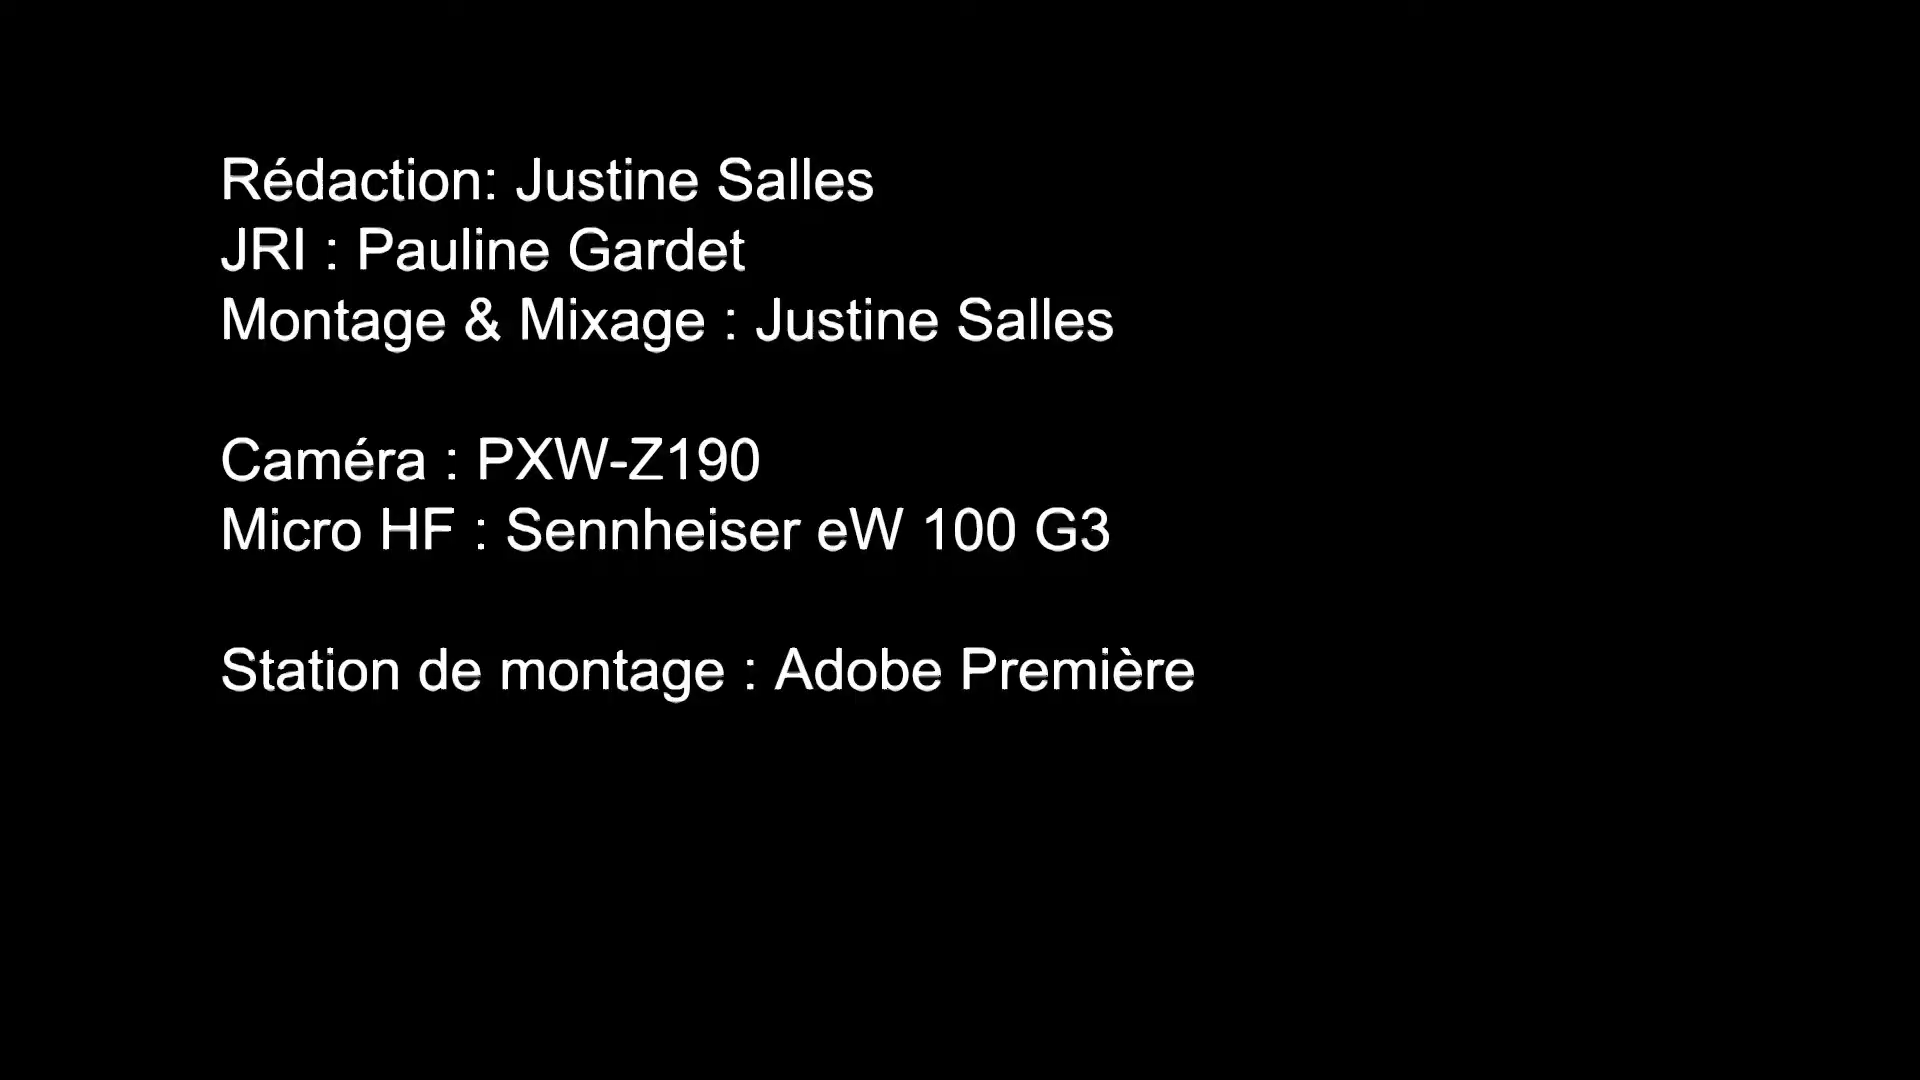 Rédaction: Justine Salles
JRI : Pauline Gardet
Montage & Mixage : Justine Salles
Caméra : PXW-Z190
Micro HF : Sennheiser eW 100 G3
Station de montage : Adobe Première